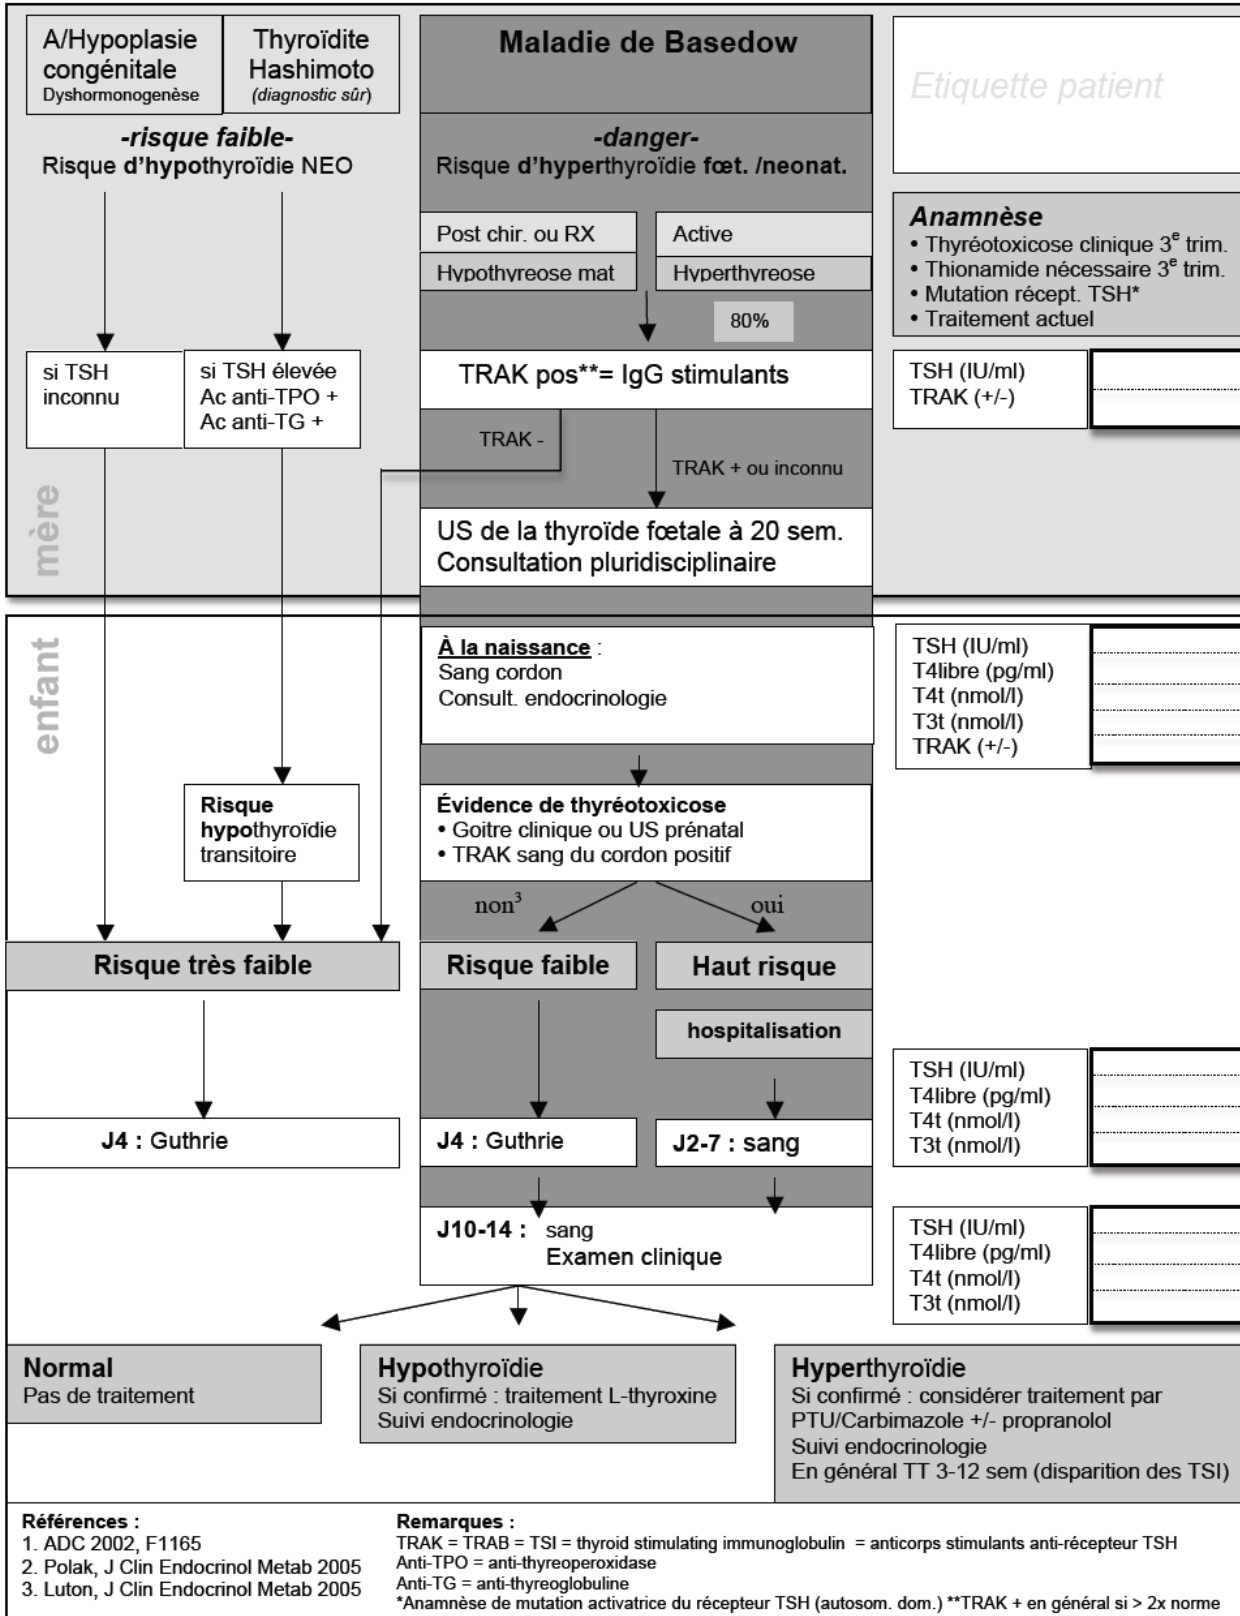 A/Hypoplasie
congénitale
Dyshormonogenèse
Thyroïdite
Hashimoto
(diagnostic sûr)
-risque faible-
Risque d'hypothyroïdie NEO
Maladie de Basedow
-danger-
Risque d'hyperthyroïdie fœt. /neonat.
Post chir. ou RX
Hypothyreose mat
Active
Hyperthyreose
80%
Etiquette patient
Anamnèse
• Thyréotoxicose clinique 3e trim.
• Thionamide nécessaire 3e trim.
• Mutation récept. TSH*
• Traitement actuel
si TSH
inconnu
si TSH élevée
Ac anti-TPO +
Ac anti-TG +
TRAK pos**= IgG stimulants
TSH (IU/ml)
TRAK (+/-)
TRAK -
TRAK + ou inconnu
US de la thyroïde fœtale à 20 sem.
Consultation pluridisciplinaire
mère
enfant
À la naissance :
Sang cordon
Consult. endocrinologie
TSH (IU/ml)
T4libre (pg/ml)
T4t (nmol/l)
T3t (nmol/l)
TRAK (+/-)
Risque
hypothyroïdie
transitoire
Évidence de thyréotoxicose
• Goitre clinique ou US prénatal
• TRAK sang du cordon positif
non3
oui
Risque très faible
Risque faible
Haut risque
hospitalisation
J4 : Guthrie
J4 : Guthrie
J2-7 : sang
TSH (IU/ml)
T4libre (pg/ml)
T4t (nmol/l)
T3t (nmol/l)
J10-14 : sang
Examen clinique
TSH (IU/ml)
T4libre (pg/ml)
T4t (nmol/l)
T3t (nmol/l)
Normal
Pas de traitement
Hypothyroïdie
Si confirmé : traitement L-thyroxine
Suivi endocrinologie
Hyperthyroïdie
Si confirmé : considérer traitement par
PTU/Carbimazole +/- propranolol
Suivi endocrinologie
En général TT 3-12 sem (disparition des TSI)
Références :
1. ADC 2002, F1165
2. Polak, J Clin Endocrinol Metab 2005
3. Luton, J Clin Endocrinol Metab 2005
Remarques :
TRAK = TRAB = TSI = thyroid stimulating immunoglobulin = anticorps stimulants anti-récepteur TSH
Anti-TPO = anti-thyreoperoxidase
Anti-TG = anti-thyreoglobuline
*Anamnèse de mutation activatrice du récepteur TSH (autosom. dom.) **TRAK + en général si > 2x norme